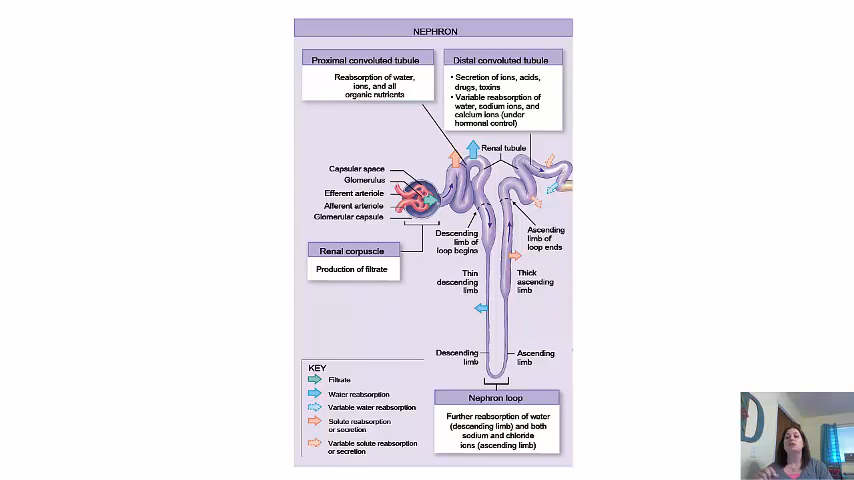 NEPHRON
Proximal convoluted tubule
Reabsorption of water,
ions, and all
organic nutrients
Distal convoluted tubule
• Secretion of ions, acids,
drugs, toxins
• Variable reabsorption of
water, sodium ions, and
calcium ions (under
hormonal control)
Renal tubule
Capsular space
Glomerulus
Efferent arteriole
Afferent arteriole
Glomerular capsule
Descending
limb of
loop begins
Ascending
limb of
loop ends
Renal corpuscle
Production of filtrate
Thin
descending
limb
Thick
ascending
limb
Descending
limb
Ascending
limb
KEY
Filtrate
Water reabsorption
Variable water reabsorption
Solute reabsorption
or secretion
Variable solute reabsorption
or secretion
Nephron loop
Further reabsorption of water
(descending limb) and both
sodium and chloride
ions (ascending limb)
D